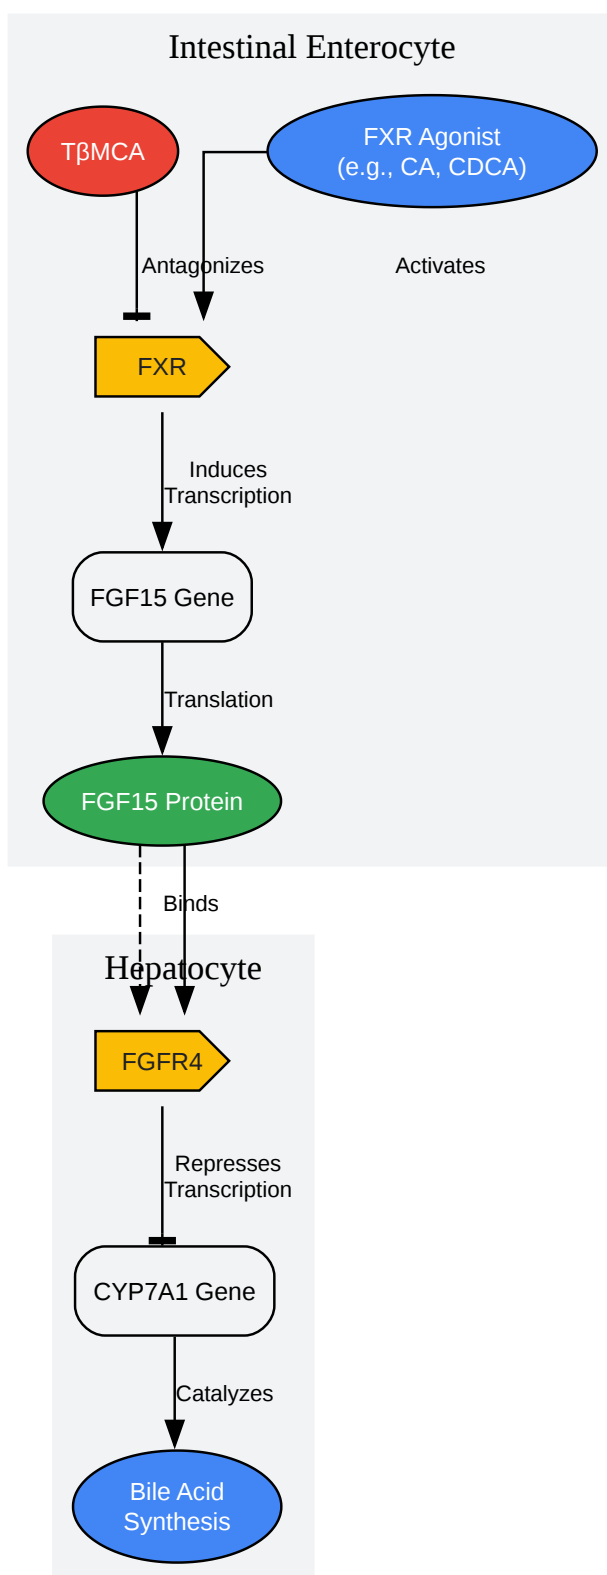 Intestinal Enterocyte
TβMCA
FXR Agonist
(e.g., CA, CDCA)
Antagonizes
Activates
FXR
Induces
Transcription
FGF15 Gene
Translation
FGF15 Protein
Binds
Hepatocyte
FGFR4
Represses
Transcription
CYP7A1 Gene
Catalyzes
Bile Acid
Synthesis